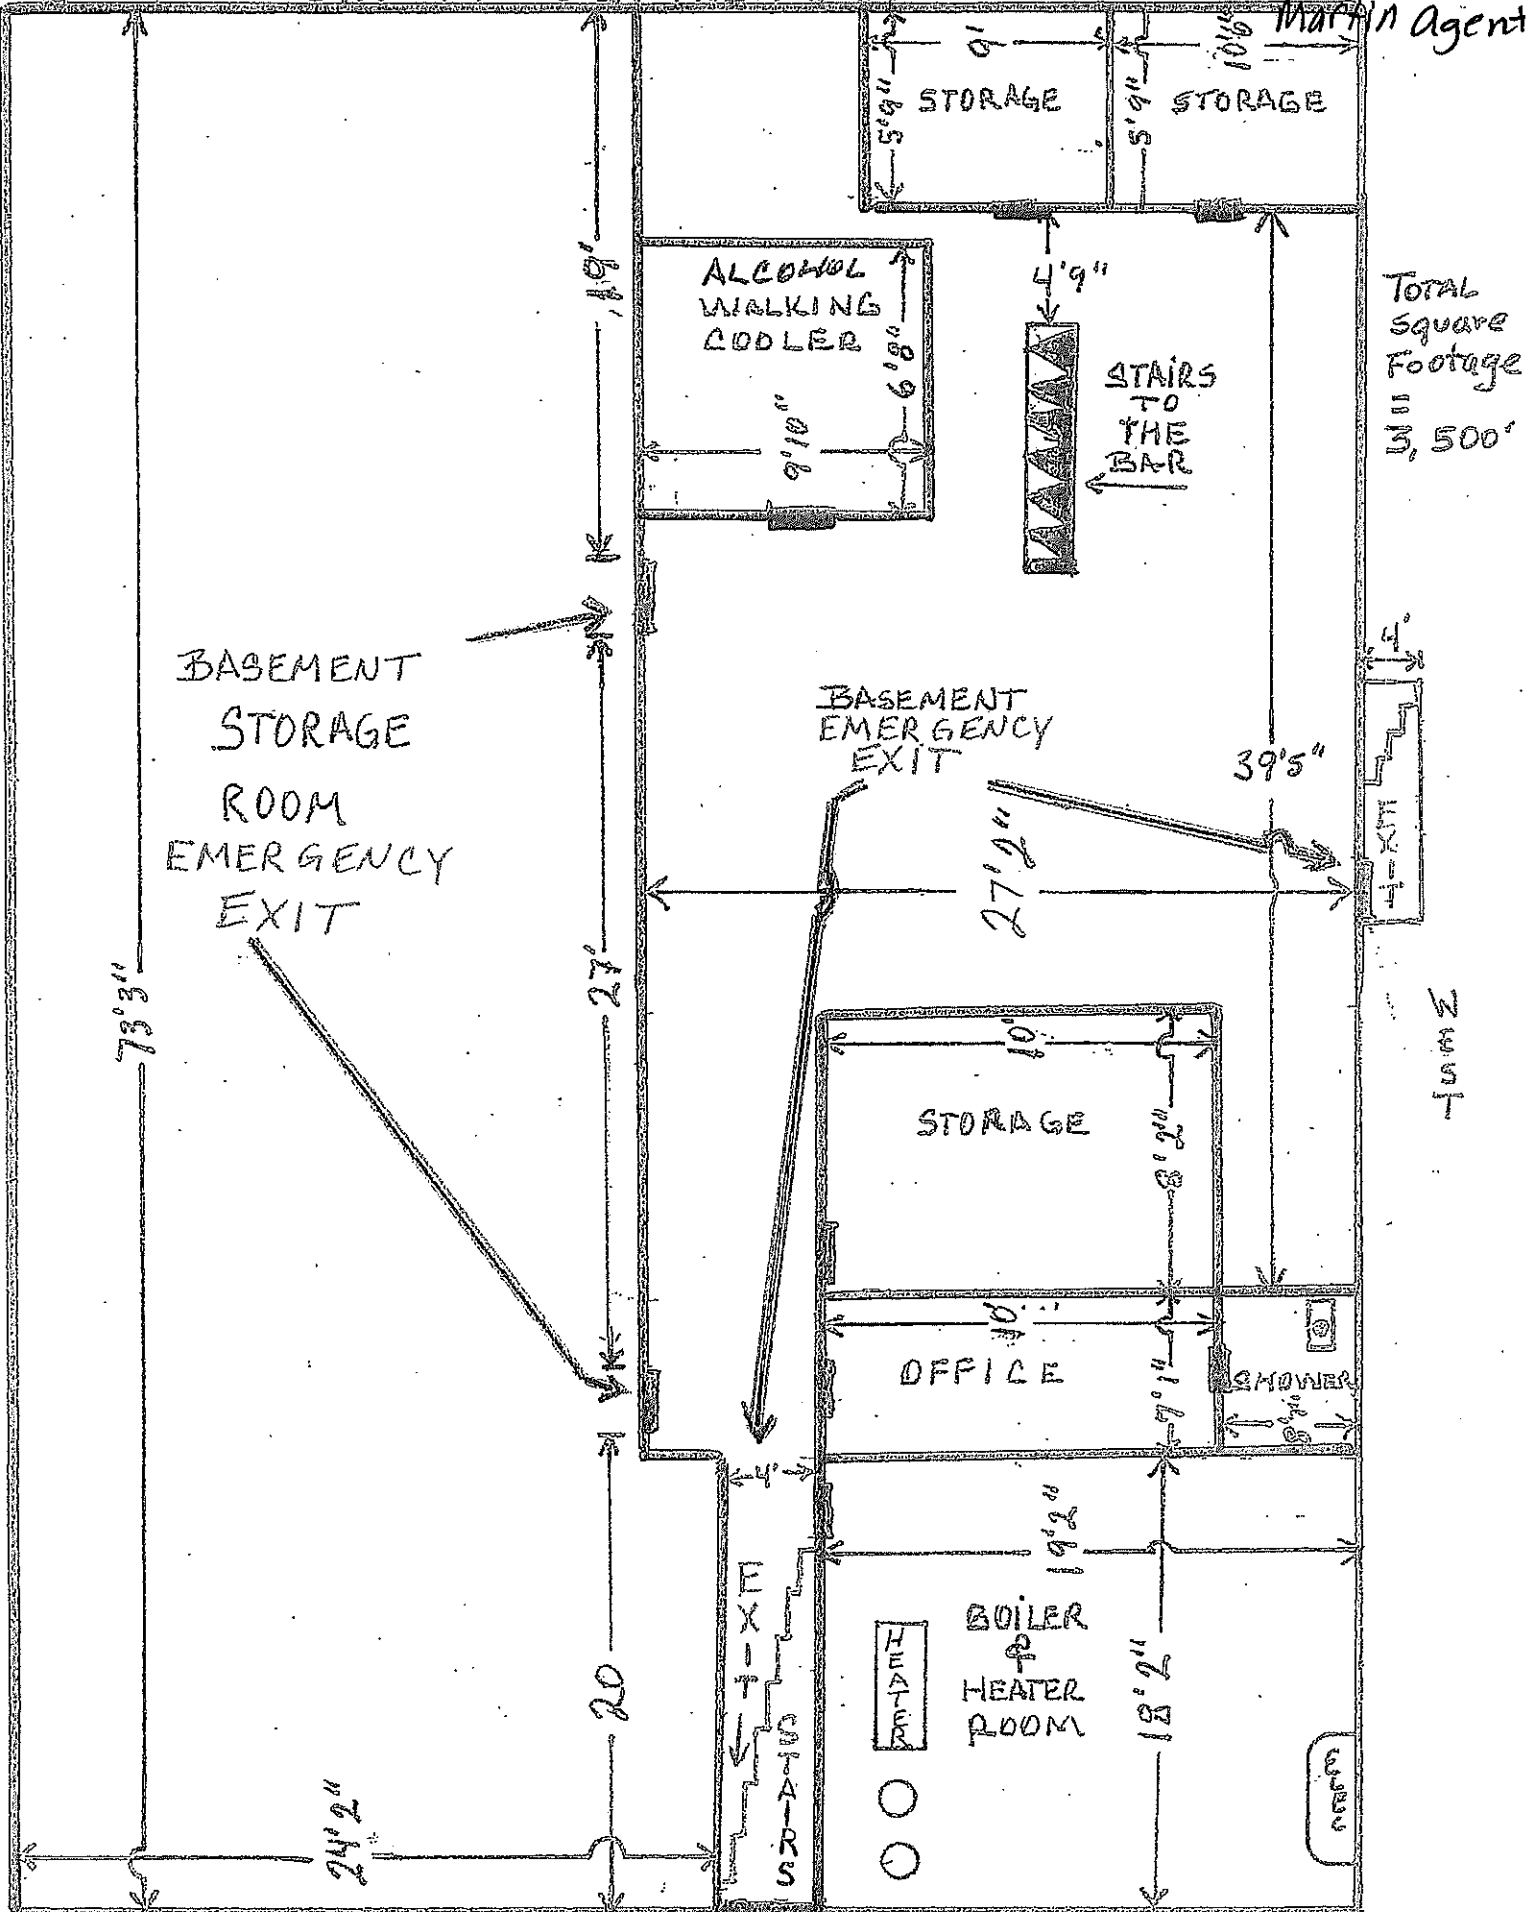 Martin Agent
9'
10'6"
5'9"
STORAGE
5'9"
STORAGE
19'
ALCOHOL
WALKING
COOLER
6'8"
9'10"
4'9"
STAIRS
TO
THE
BAR
TOTAL
Square
Footage
=
3,500'
BASEMENT
STORAGE
ROOM
EMERGENCY
EXIT
BASEMENT
EMERGENCY
EXIT
4'
EXIT
39'5"
27'2"
73'3"
27'
WEST
10'
STORAGE
8'2"
10'
OFFICE
7'1"
SHOWER
4'
EXIT
STAIRS
19'2"
BOILER
&
HEATER
ROOM
HEATER
18'2"
ELEC
20
24'2"